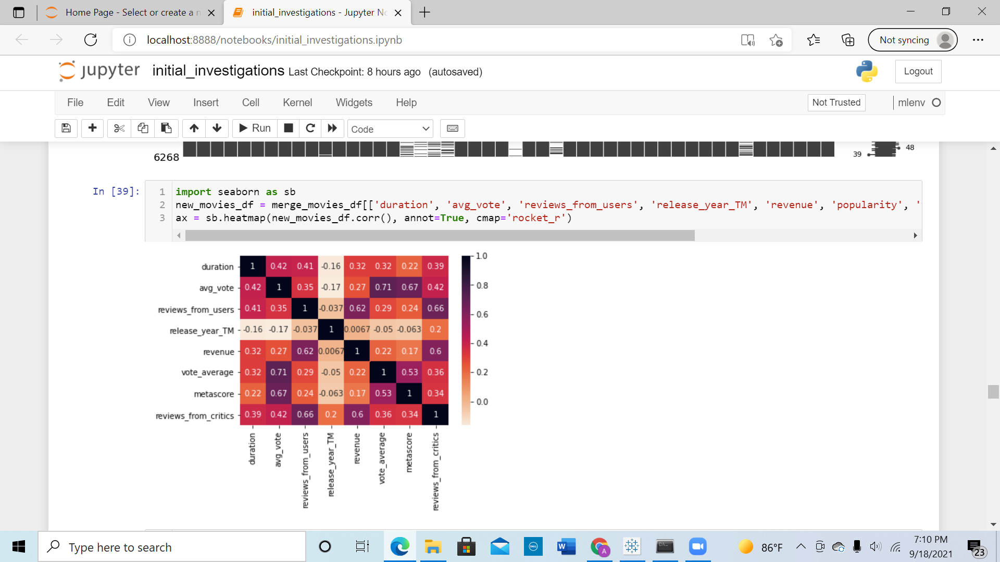 Home Page - Select or create a n
initial_investigations - Jupyter No
localhost:8888/notebooks/initial_investigations.ipynb
Not syncing
jupyter initial_investigations Last Checkpoint: 8 hours ago (autosaved)
Logout
File Edit View Insert Cell Kernel Widgets Help
Not Trusted
mlenv
Run
Code
6268
39
48
In [39]:
1 import seaborn as sb
2 new_movies_df = merge_movies_df[['duration', 'avg_vote', 'reviews_from_users', 'release_year_TM', 'revenue', 'popularity', '
3 ax = sb.heatmap(new_movies_df.corr(), annot=True, cmap='rocket_r')
duration 1 0.42 0.41 -0.16 0.32 0.32 0.22 0.39
avg_vote 0.42 1 0.35 -0.17 0.27 0.71 0.67 0.42
reviews_from_users 0.41 0.35 1 -0.037 0.62 0.29 0.24 0.66
release_year_TM -0.16 -0.17 -0.037 1 0.0067 -0.05 -0.063 0.2
revenue 0.32 0.27 0.62 0.0067 1 0.22 0.17 0.6
vote_average 0.32 0.71 0.29 -0.05 0.22 1 0.53 0.36
metascore 0.22 0.67 0.24 -0.063 0.17 0.53 1 0.34
reviews_from_critics 0.39 0.42 0.66 0.2 0.6 0.36 0.34 1
duration
avg_vote
reviews_from_users
release_year_TM
revenue
vote_average
metascore
reviews_from_critics
1.0
0.8
0.6
0.4
0.2
0.0
Type here to search
DELL
W
A
C:\_
86°F
7:10 PM
9/18/2021
23